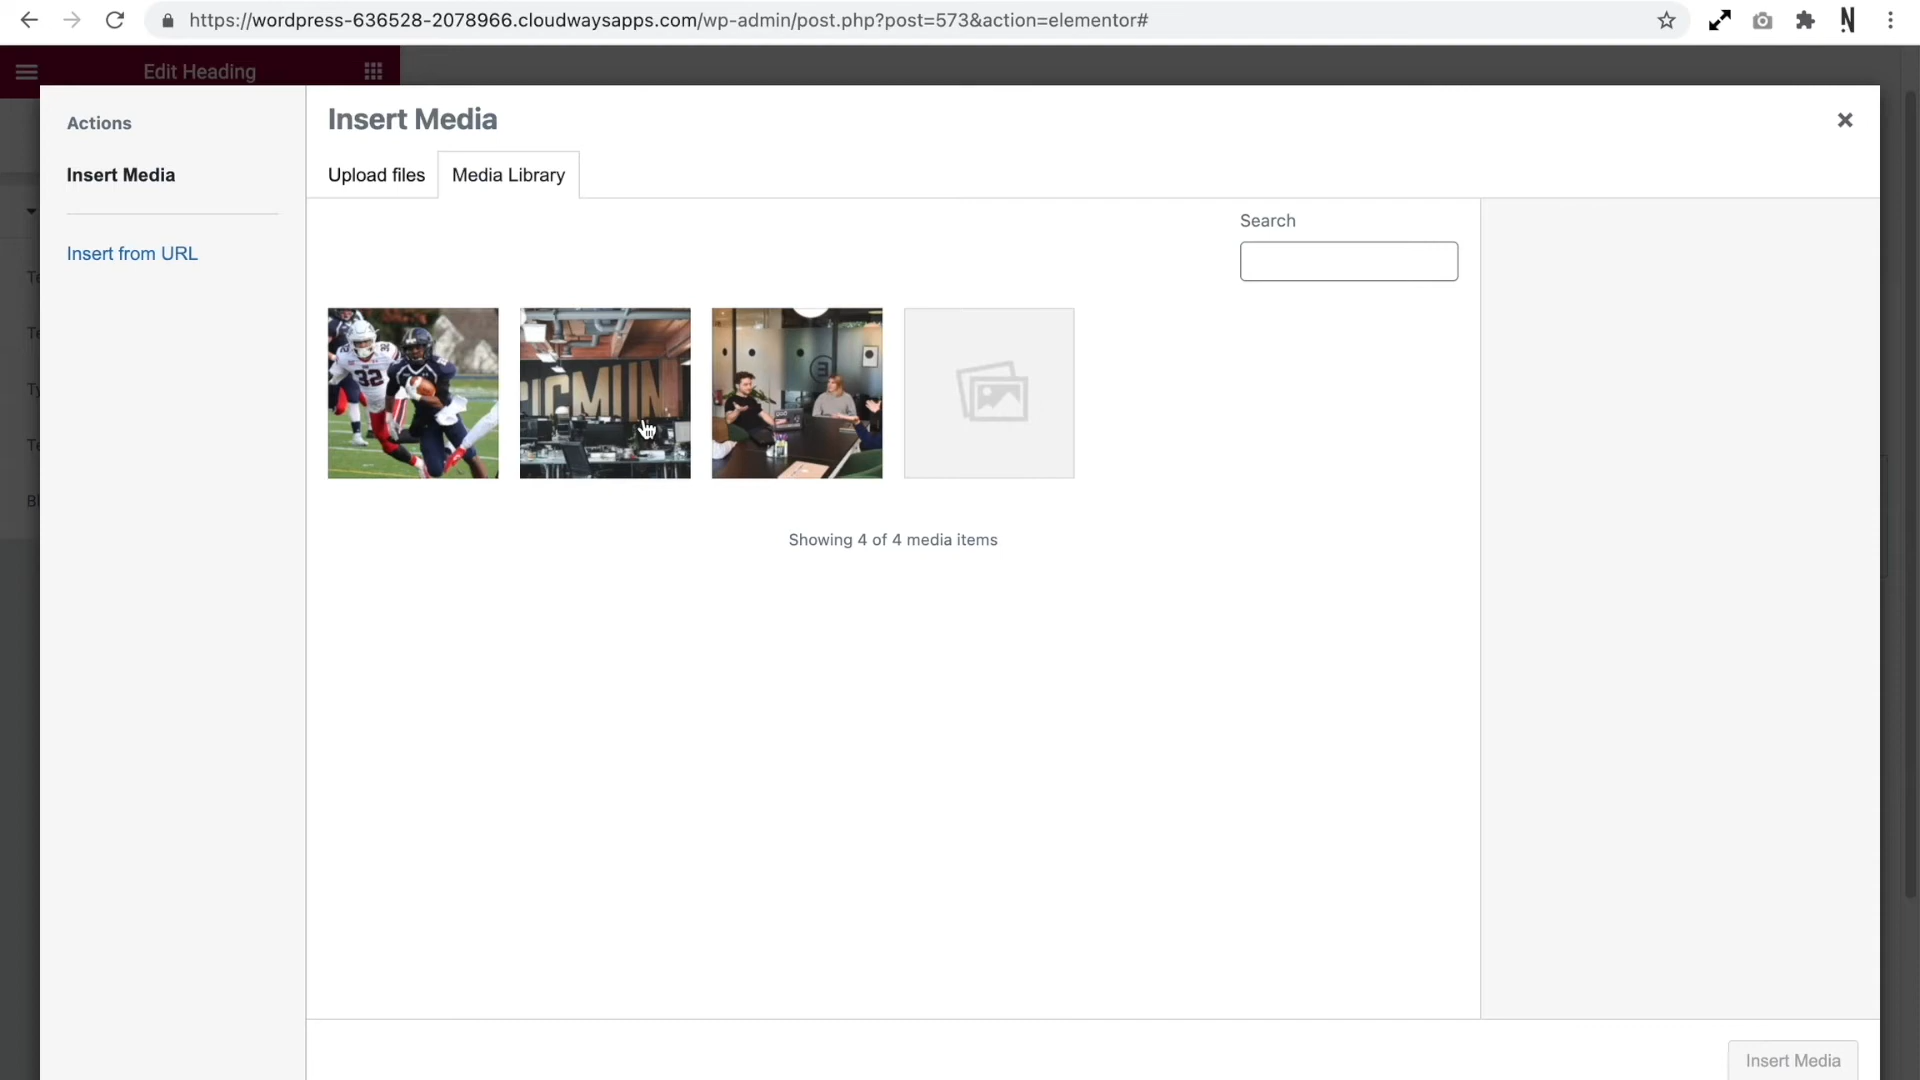 https://wordpress-636528-2078966.cloudwaysapps.com/wp-admin/post.php?post=573&action=elementor#
Edit Heading
Actions
Insert Media
Insert from URL
Insert Media
Upload files
Media Library
Search
32
Showing 4 of 4 media items
Insert Media